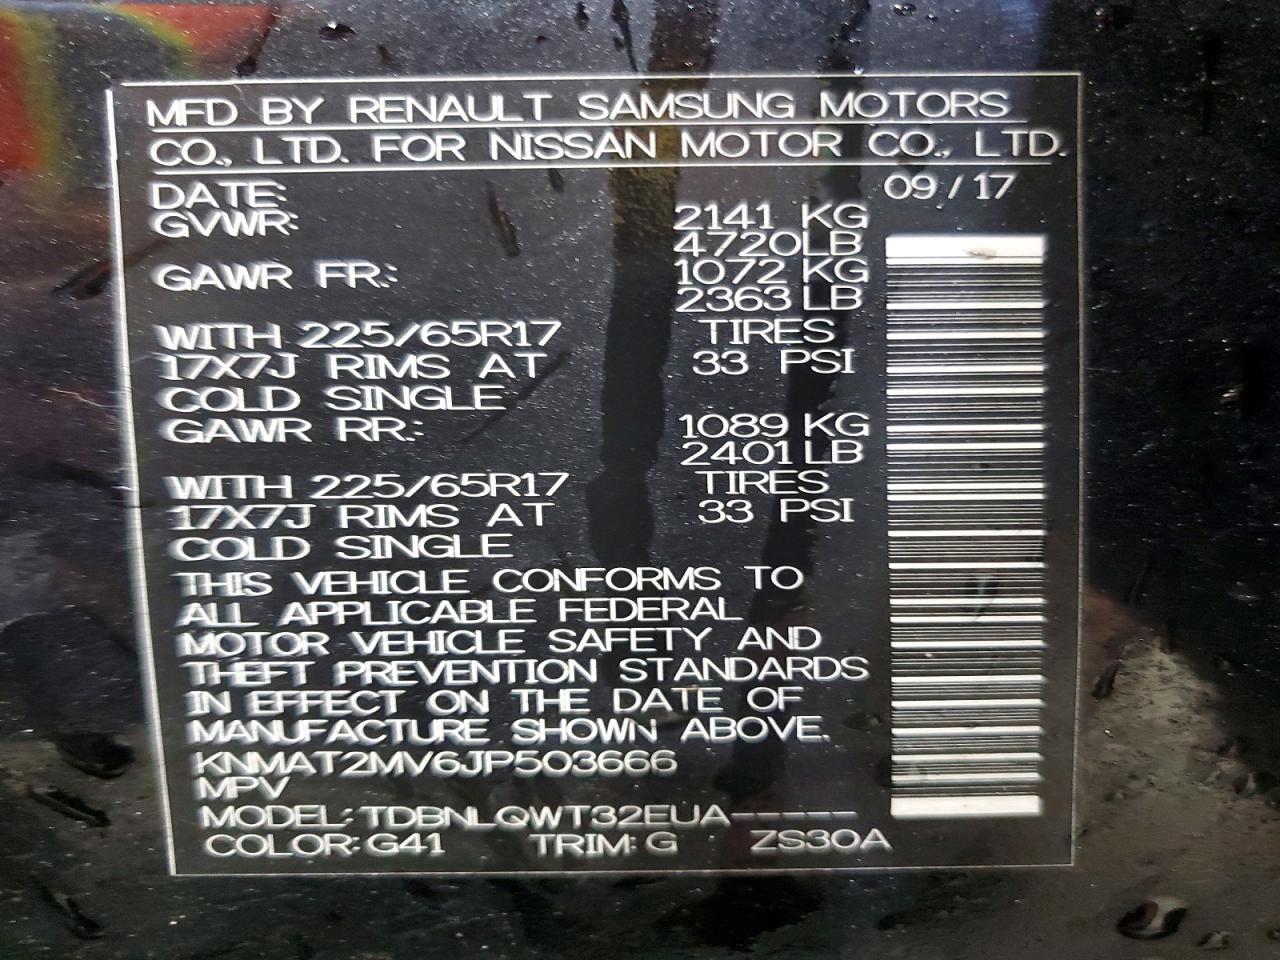 MFD BY RENAULT SAMSUNG MOTORS
CO., LTD. FOR NISSAN MOTOR CO., LTD.
DATE: 09 / 17
GVWR: 2141 KG
4720LB
GAWR FR.: 1072 KG
2363 LB
WITH 225/65R17 TIRES
17X7J RIMS AT 33 PSI
COLD SINGLE
GAWR RR.: 1089 KG
2401 LB
WITH 225/65R17 TIRES
17X7J RIMS AT 33 PSI
COLD SINGLE
THIS VEHICLE CONFORMS TO
ALL APPLICABLE FEDERAL
MOTOR VEHICLE SAFETY AND
THEFT PREVENTION STANDARDS
IN EFFECT ON THE DATE OF
MANUFACTURE SHOWN ABOVE.
KNMAT2MV6JP503666
MPV
MODEL: TDBNLQWT32EUA-----
COLOR: G41 TRIM: G ZS30A